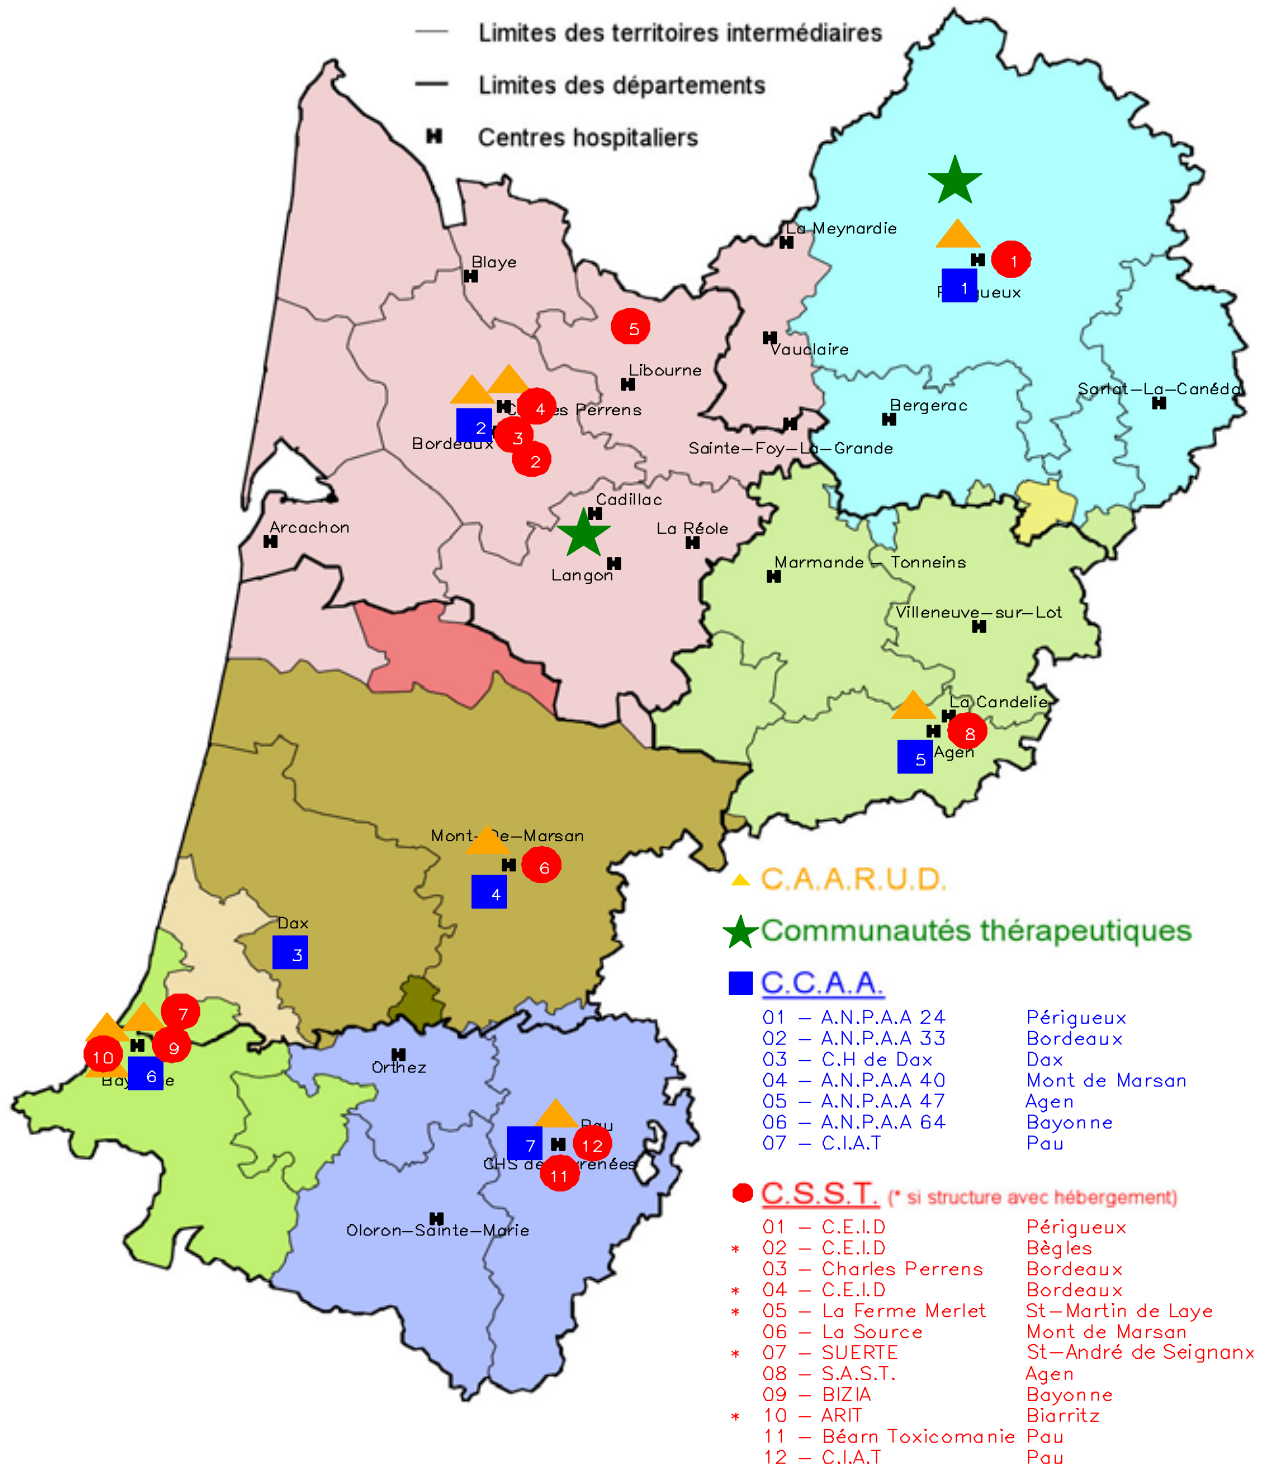 Limites des territoires intermédiaires
Limites des départements
Centres hospitaliers
La Meynardie
Blaye
1
1
5
Vauclaire
Libourne
Sarlat-La-Canéda
4
Bergerac
2
3
Bordeaux
Sainte-Foy-La-Grande
2
Cadillac
Arcachon
La Réole
Langon
Marmande - Tonneins
Villeneuve-sur-Lot
La Candelie
8
Agen
5
Mont-De-Marsan
6
4
Dax
3
7
9
10
6
Orthez
Pau
7
12
CHS de
11
Oloron-Sainte-Marie
C.A.A.R.U.D.
Communautés thérapeutiques
C.C.A.A.
01 - A.N.P.A.A 24 Périgueux
02 - A.N.P.A.A 33 Bordeaux
03 - C.H de Dax Dax
04 - A.N.P.A.A 40 Mont de Marsan
05 - A.N.P.A.A 47 Agen
06 - A.N.P.A.A 64 Bayonne
07 - C.I.A.T Pau
C.S.S.T. (* si structure avec hébergement)
01 - C.E.I.D Périgueux
* 02 - C.E.I.D Bègles
03 - Charles Perrens Bordeaux
* 04 - C.E.I.D Bordeaux
* 05 - La Ferme Merlet St-Martin de Laye
06 - La Source Mont de Marsan
* 07 - SUERTE St-André de Seignanx
08 - S.A.S.T. Agen
09 - BIZIA Bayonne
* 10 - ARIT Biarritz
11 - Béarn Toxicomanie Pau
12 - C.I.A.T Pau